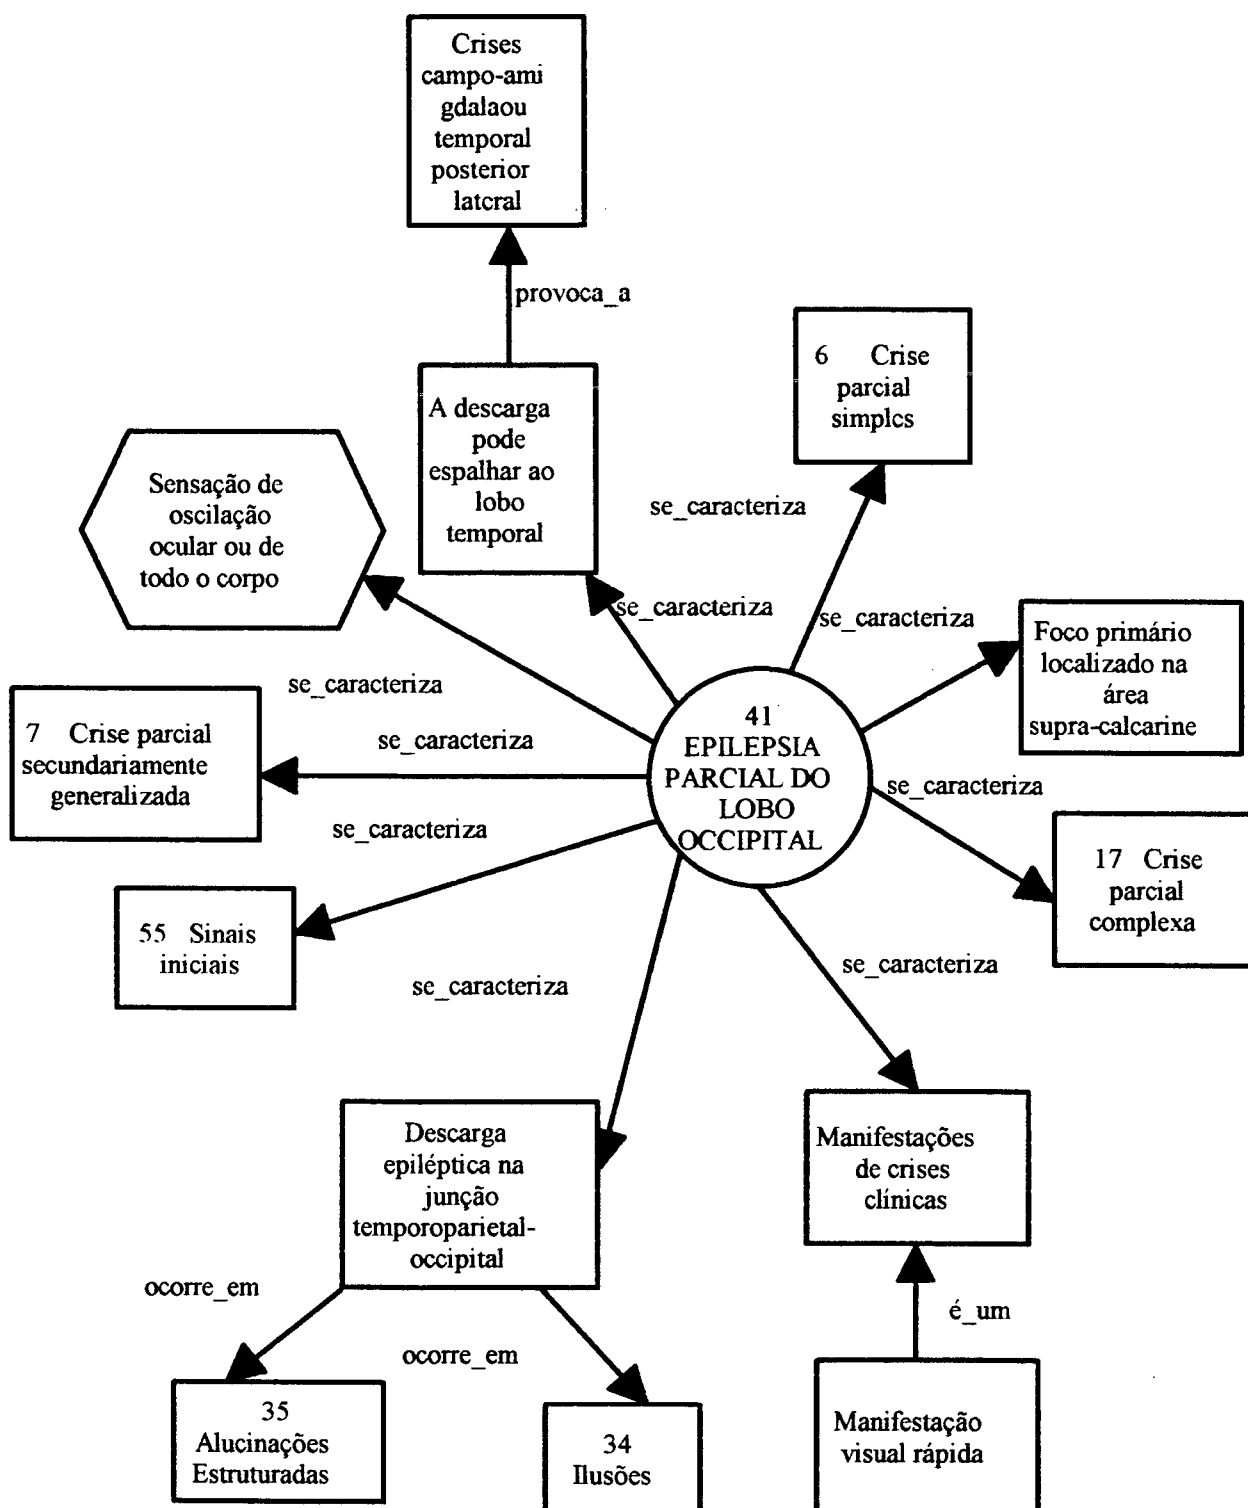 Crises
campo-ami
gdalaou
temporal
posterior
lateral
provoca_a
6 Crise
parcial
simples
A descarga
pode
espalhar ao
lobo
temporal
Sensação de
oscilação
ocular ou de
todo o corpo
se_caracteriza
se_caracteriza
se_caracteriza
Foco primário
localizado na
área
supra-calcarine
se_caracteriza
7 Crise parcial
secundariamente
generalizada
se_caracteriza
41
EPILEPSIA
PARCIAL DO
LOBO
OCCIPITAL
se_caracteriza
se_caracteriza
17 Crise
parcial
complexa
55 Sinais
iniciais
se_caracteriza
se_caracteriza
Descarga
epiléptica na
junção
temporoparietal-
occipital
Manifestações
de crises
clínicas
ocorre_em
ocorre_em
é_um
35
Alucinações
Estruturadas
34
Ilusões
Manifestação
visual rápida